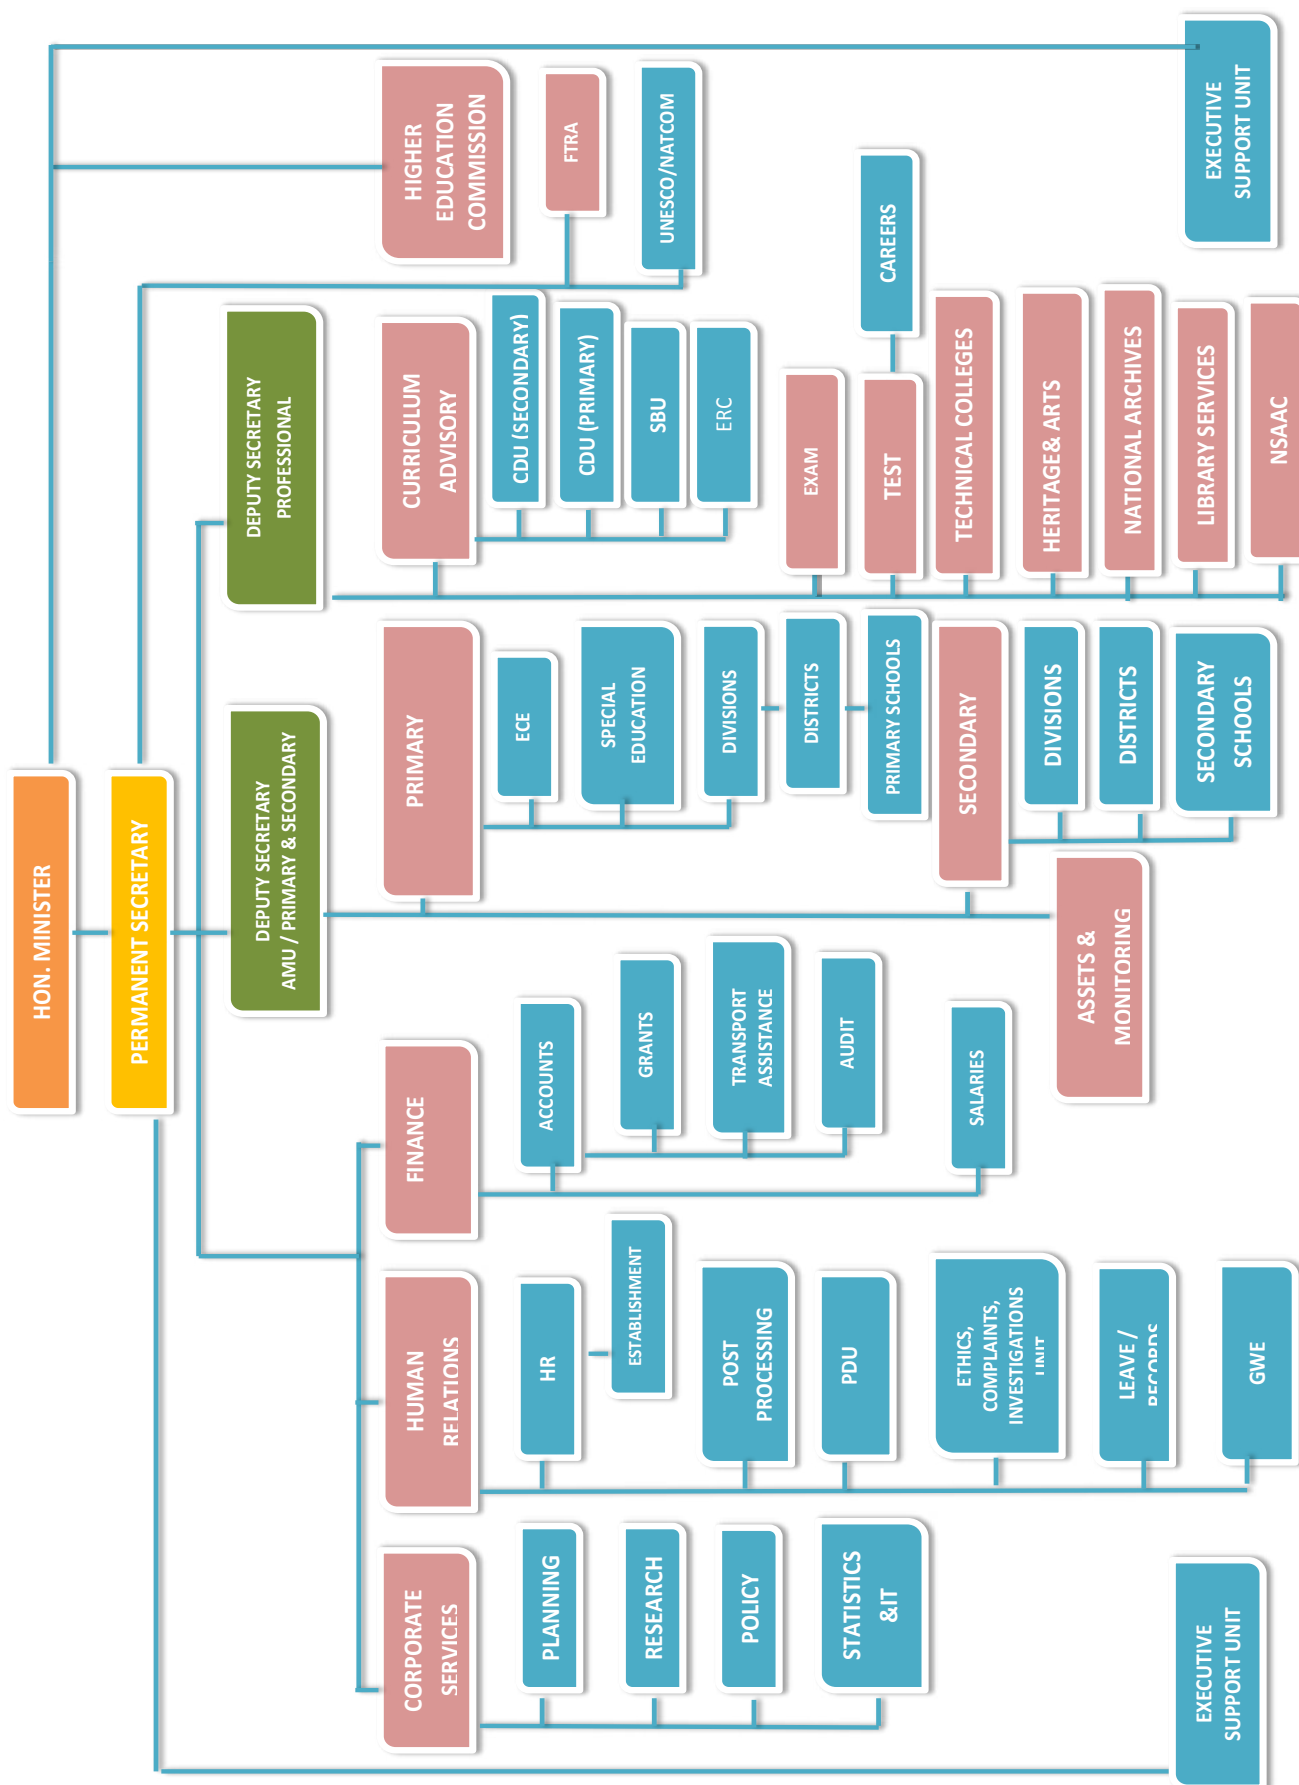 HON. MINISTER
PERMANENT SECRETARY
DEPUTY SECRETARY
AMU / PRIMARY & SECONDARY
DEPUTY SECRETARY
PROFESSIONAL
CORPORATE
SERVICES
HUMAN
RELATIONS
FINANCE
PRIMARY
CURRICULUM
ADVISORY
HIGHER
EDUCATION
COMMISSION
PLANNING
RESEARCH
POLICY
STATISTICS
&IT
HR
ESTABLISHMENT
POST
PROCESSING
PDU
ETHICS,
COMPLAINTS,
INVESTIGATIONS
UNIT
LEAVE /
RECORDS
GWE
ACCOUNTS
GRANTS
TRANSPORT
ASSISTANCE
AUDIT
SALARIES
ECE
SPECIAL
EDUCATION
DIVISIONS
DISTRICTS
PRIMARY SCHOOLS
SECONDARY
DIVISIONS
DISTRICTS
SECONDARY
SCHOOLS
ASSETS &
MONITORING
CDU (SECONDARY)
CDU (PRIMARY)
SBU
ERC
EXAM
TEST
CAREERS
TECHNICAL COLLEGES
HERITAGE& ARTS
NATIONAL ARCHIVES
LIBRARY SERVICES
NSAAC
FTRA
UNESCO/NATCOM
EXECUTIVE
SUPPORT UNIT
EXECUTIVE
SUPPORT UNIT